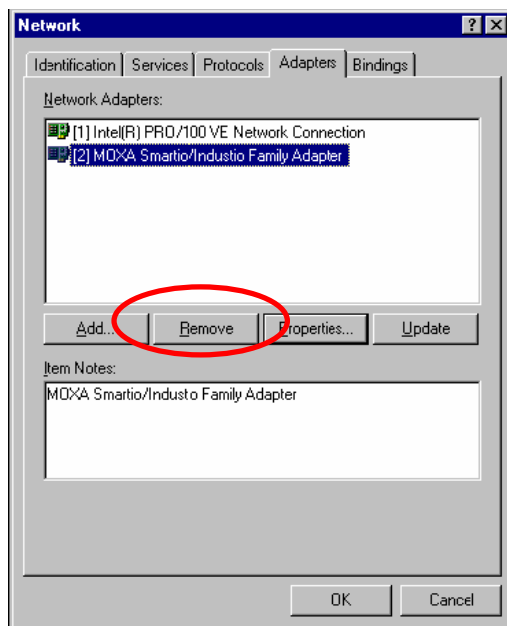 Network
Identification Services Protocols Adapters Bindings
Network Adapters:
[1] Intel(R) PRO/100 VE Network Connection
[2] MOXA Smartio/Industio Family Adapter
Add... Remove Properties... Update
Item Notes:
MOXA Smartio/Industo Family Adapter
OK Cancel